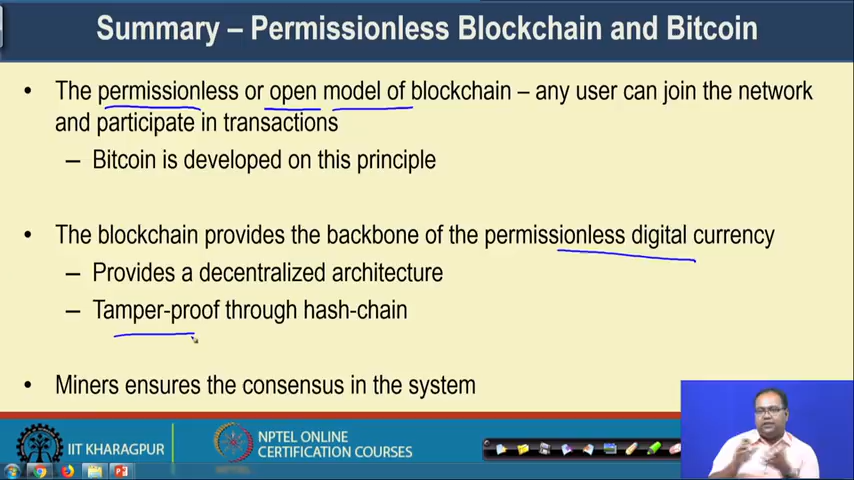 Summary – Permissionless Blockchain and Bitcoin
• The permissionless or open model of blockchain – any user can join the network
and participate in transactions
– Bitcoin is developed on this principle
• The blockchain provides the backbone of the permissionless digital currency
– Provides a decentralized architecture
– Tamper-proof through hash-chain
• Miners ensures the consensus in the system
IIT KHARAGPUR
NPTEL ONLINE
CERTIFICATION COURSES